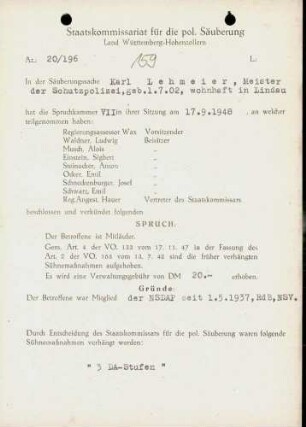 Staatskommissariat für die pol. Säuberung
Land Württemberg-Hohenzollern
Az.: 20/196
159
L.:
In der Säuberungssache Karl Lehmeier, Meister
der Schutzpolizei, geb. 1.7.02, wohnhaft in Lindau
hat die Spruchkammer VII in ihrer Sitzung am 17.9.1948, an welcher
teilgenommen haben:
Regierungsassessor Wax Vorsitzender
Waldner, Ludwig Beisitzer
Musch, Alois "
Einstein, Sigbert "
Steinacker, Anton "
Osker, Emil "
Schneckenburger, Josef "
Schwarz, Emil "
Reg.Angest. Hauer Vertreter des Staatskommissars
beschlossen und verkündet folgenden
SPRUCH.
Der Betroffene ist Mitläufer.
Gem. Art. 4 der VO. 133 vom 17. 11. 47 in der Fassung des
Art. 2 der VO. 165 vom 13. 7. 48 sind die früher verhängten
Sühnemaßnahmen aufgehoben.
Es wird eine Verwaltungsgebühr von DM 20.- erhoben.
Gründe
Der Betroffene war Mitglied der NSDAP seit 1.5.1937, RdB, NSV.
Durch Entscheidung des Staatskommissars für die pol. Säuberung waren folgende
Sühnemaßnahmen verhängt worden:
" 3 DA-Stufen "